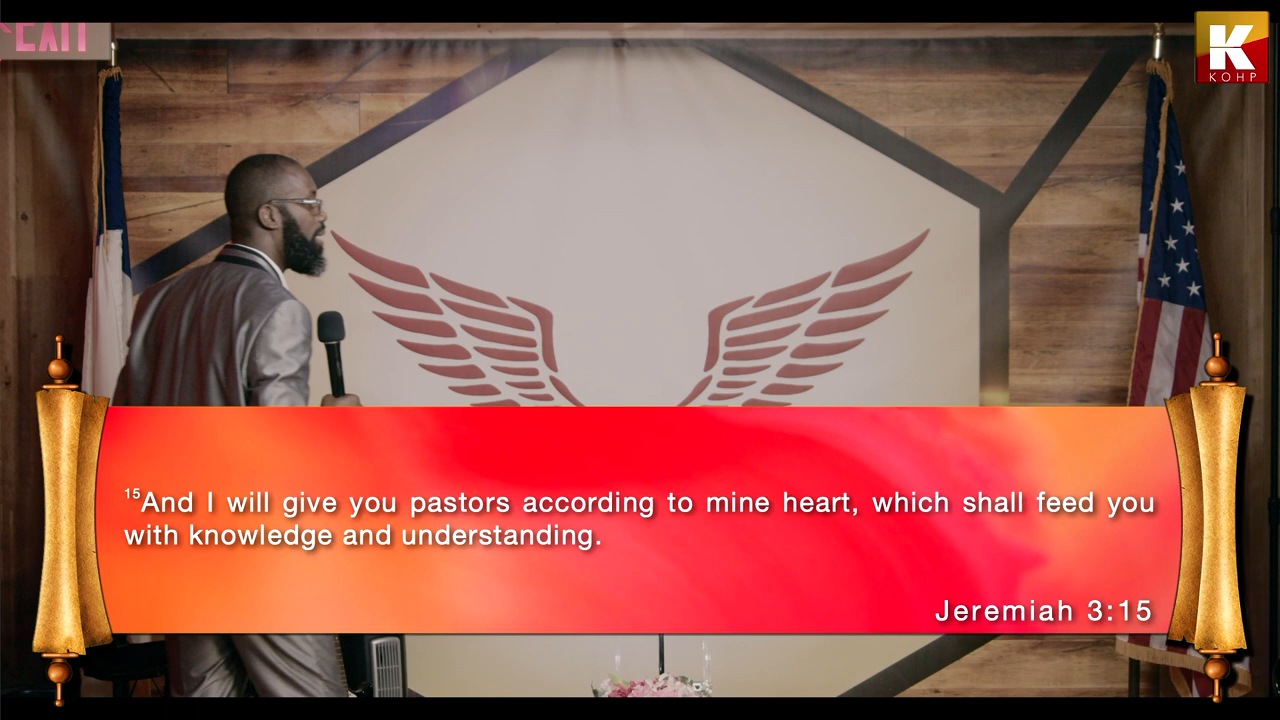 EXIT
K
KOHP
15And I will give you pastors according to mine heart, which shall feed you
with knowledge and understanding.
Jeremiah 3:15